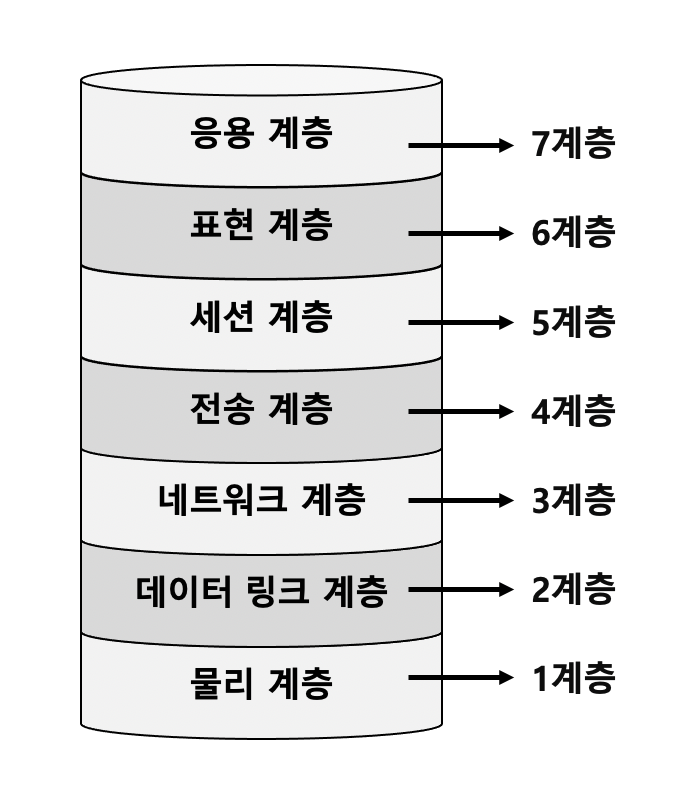 응용 계층 7계층
표현 계층 6계층
세션 계층 5계층
전송 계층 4계층
네트워크 계층 3계층
데이터 링크 계층 2계층
물리 계층 1계층